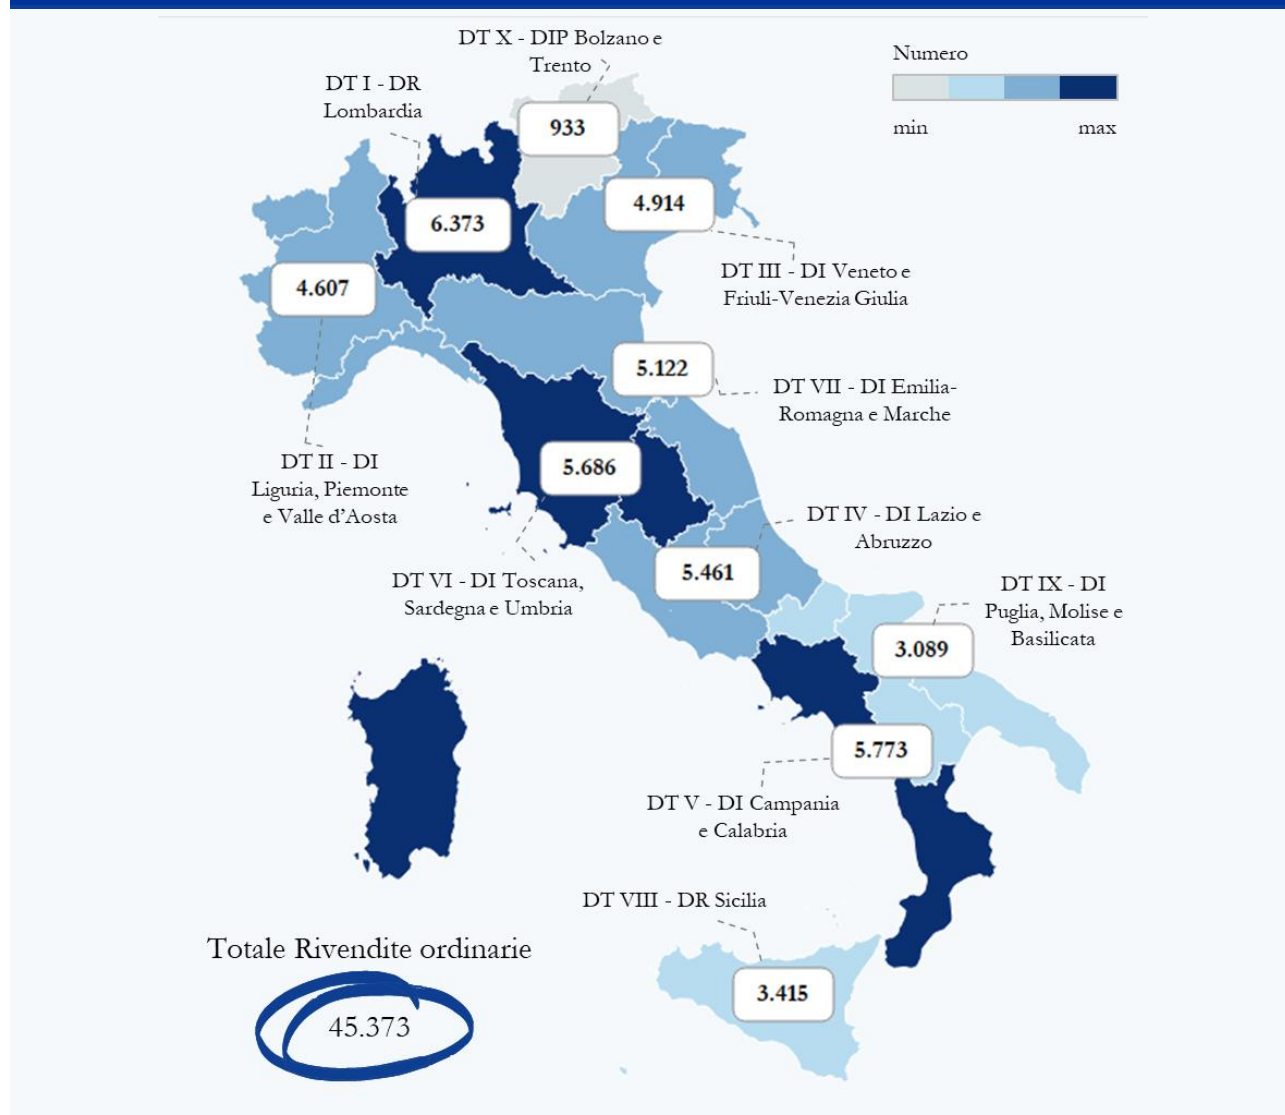 DT X - DIP Bolzano e
Trento
Numero
min
max
DT I - DR
Lombardia
933
4.914
6.373
DT III - DI Veneto e
Friuli-Venezia Giulia
4.607
5.122
DT VII - DI Emilia-
Romagna e Marche
DT II - DI
Liguria, Piemonte
e Valle d'Aosta
5.686
DT IV - DI Lazio e
Abruzzo
5.461
DT VI - DI Toscana,
Sardegna e Umbria
DT IX - DI
Puglia, Molise e
Basilicata
3.089
5.773
DT V - DI Campania
e Calabria
DT VIII - DR Sicilia
3.415
Totale Rivendite ordinarie
45.373